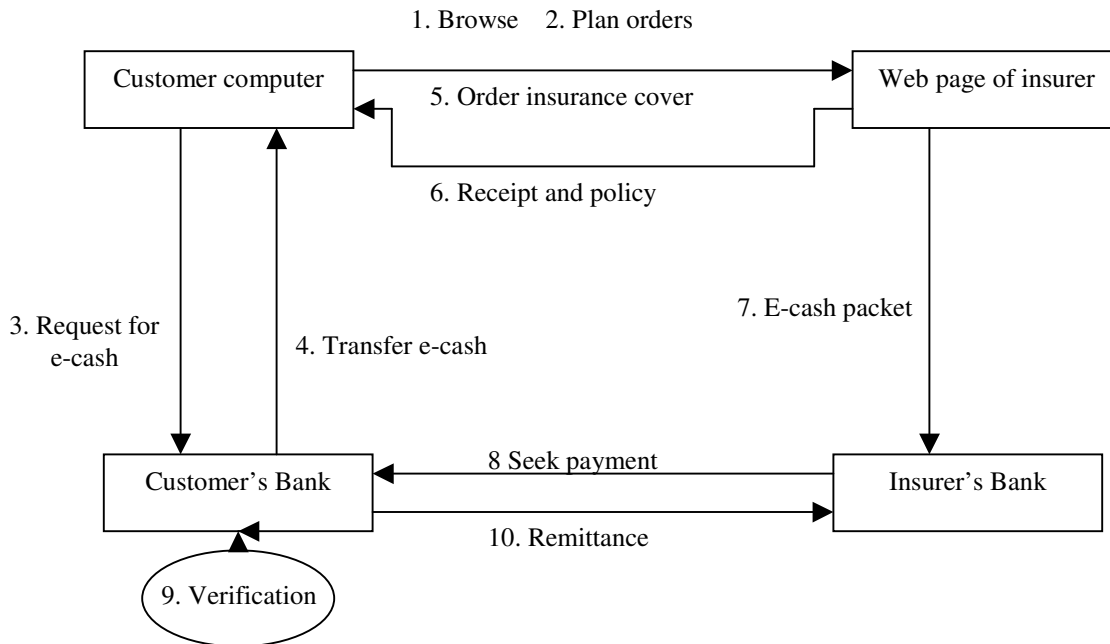 1. Browse 2. Plan orders
Customer computer
Web page of insurer
5. Order insurance cover
6. Receipt and policy
3. Request for
e-cash
4. Transfer e-cash
7. E-cash packet
8 Seek payment
Customer’s Bank
Insurer’s Bank
10. Remittance
9. Verification